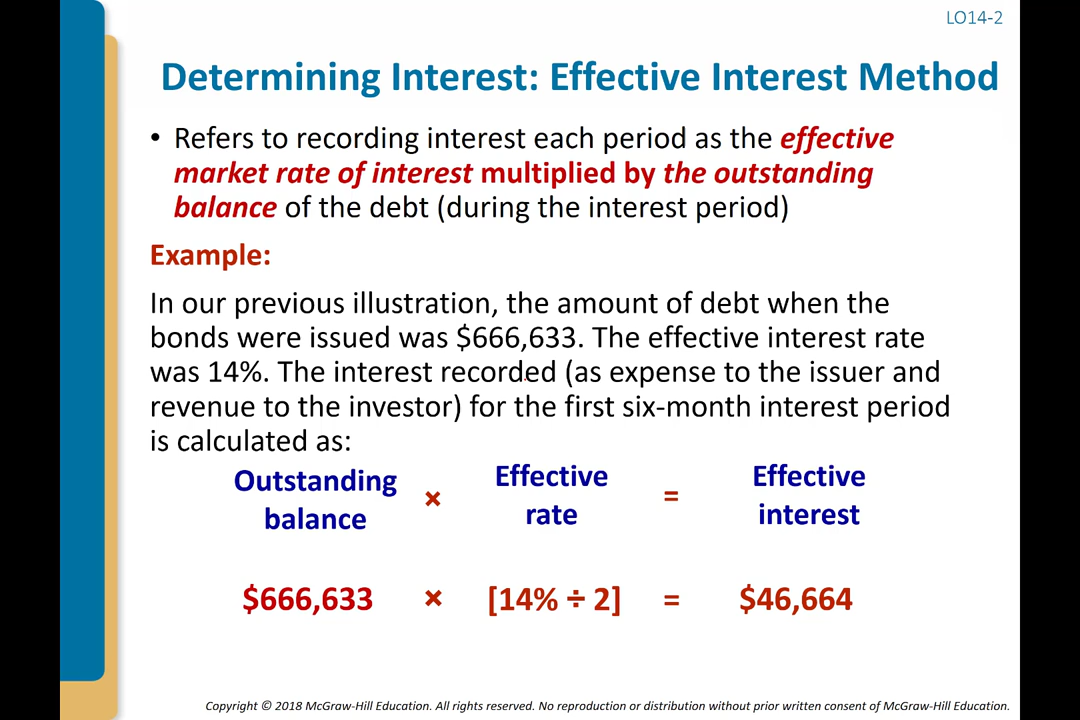 LO14-2
Determining Interest: Effective Interest Method
• Refers to recording interest each period as the effective
market rate of interest multiplied by the outstanding
balance of the debt (during the interest period)
Example:
In our previous illustration, the amount of debt when the
bonds were issued was $666,633. The effective interest rate
was 14%. The interest recorded (as expense to the issuer and
revenue to the investor) for the first six-month interest period
is calculated as:
Outstanding balance × Effective rate = Effective interest
$666,633 × [14% ÷ 2] = $46,664
Copyright © 2018 McGraw-Hill Education. All rights reserved. No reproduction or distribution without prior written consent of McGraw-Hill Education.